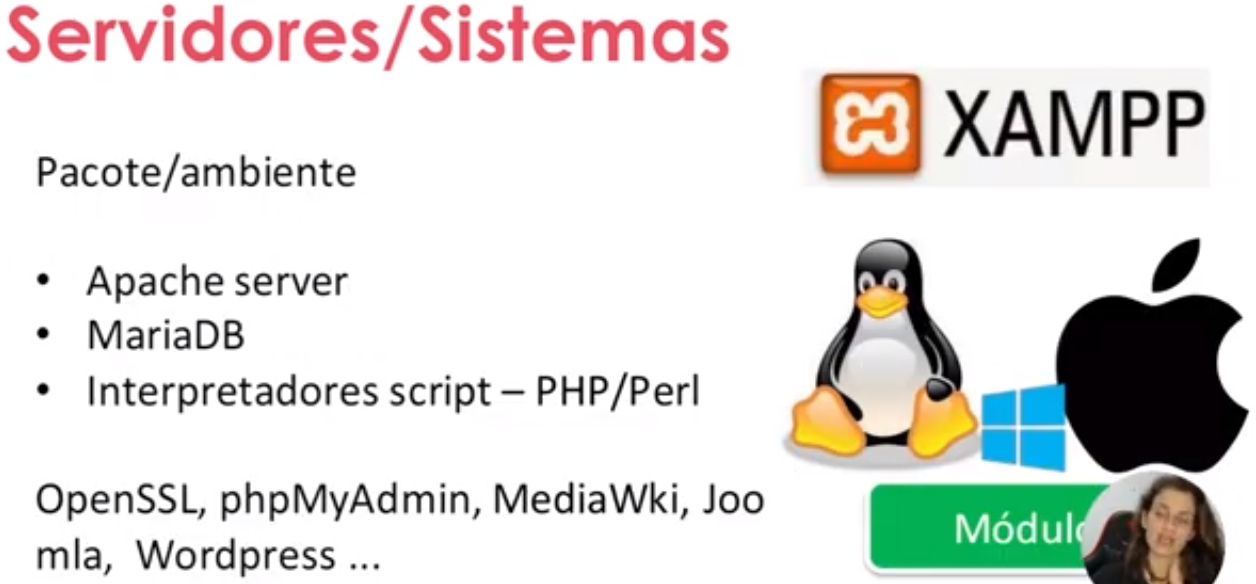 Servidores/Sistemas
XAMPP
Pacote/ambiente
• Apache server
• MariaDB
• Interpretadores script – PHP/Perl
OpenSSL, phpMyAdmin, MediaWki, Joo
mla, Wordpress ...